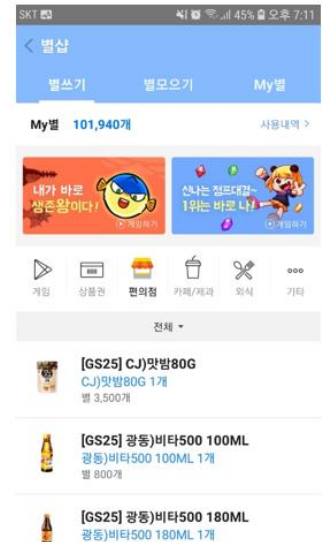 SKT 45% 오후 7:11
별샵
별쓰기 별모으기 My별
My별 101,940개 사용내역 >
내가 바로
생존왕이다!
게임하기
신나는 점프대결~
1위는 바로 나!
게임하기
게임 상품권 편의점 카페/제과 외식 기타
전체
[GS25] CJ)맛밤80G
CJ)맛밤80G 1개
별 3,500개
[GS25] 광동)비타500 100ML
광동)비타500 100ML 1개
별 800개
[GS25] 광동)비타500 180ML
광동)비타500 180ML 1개